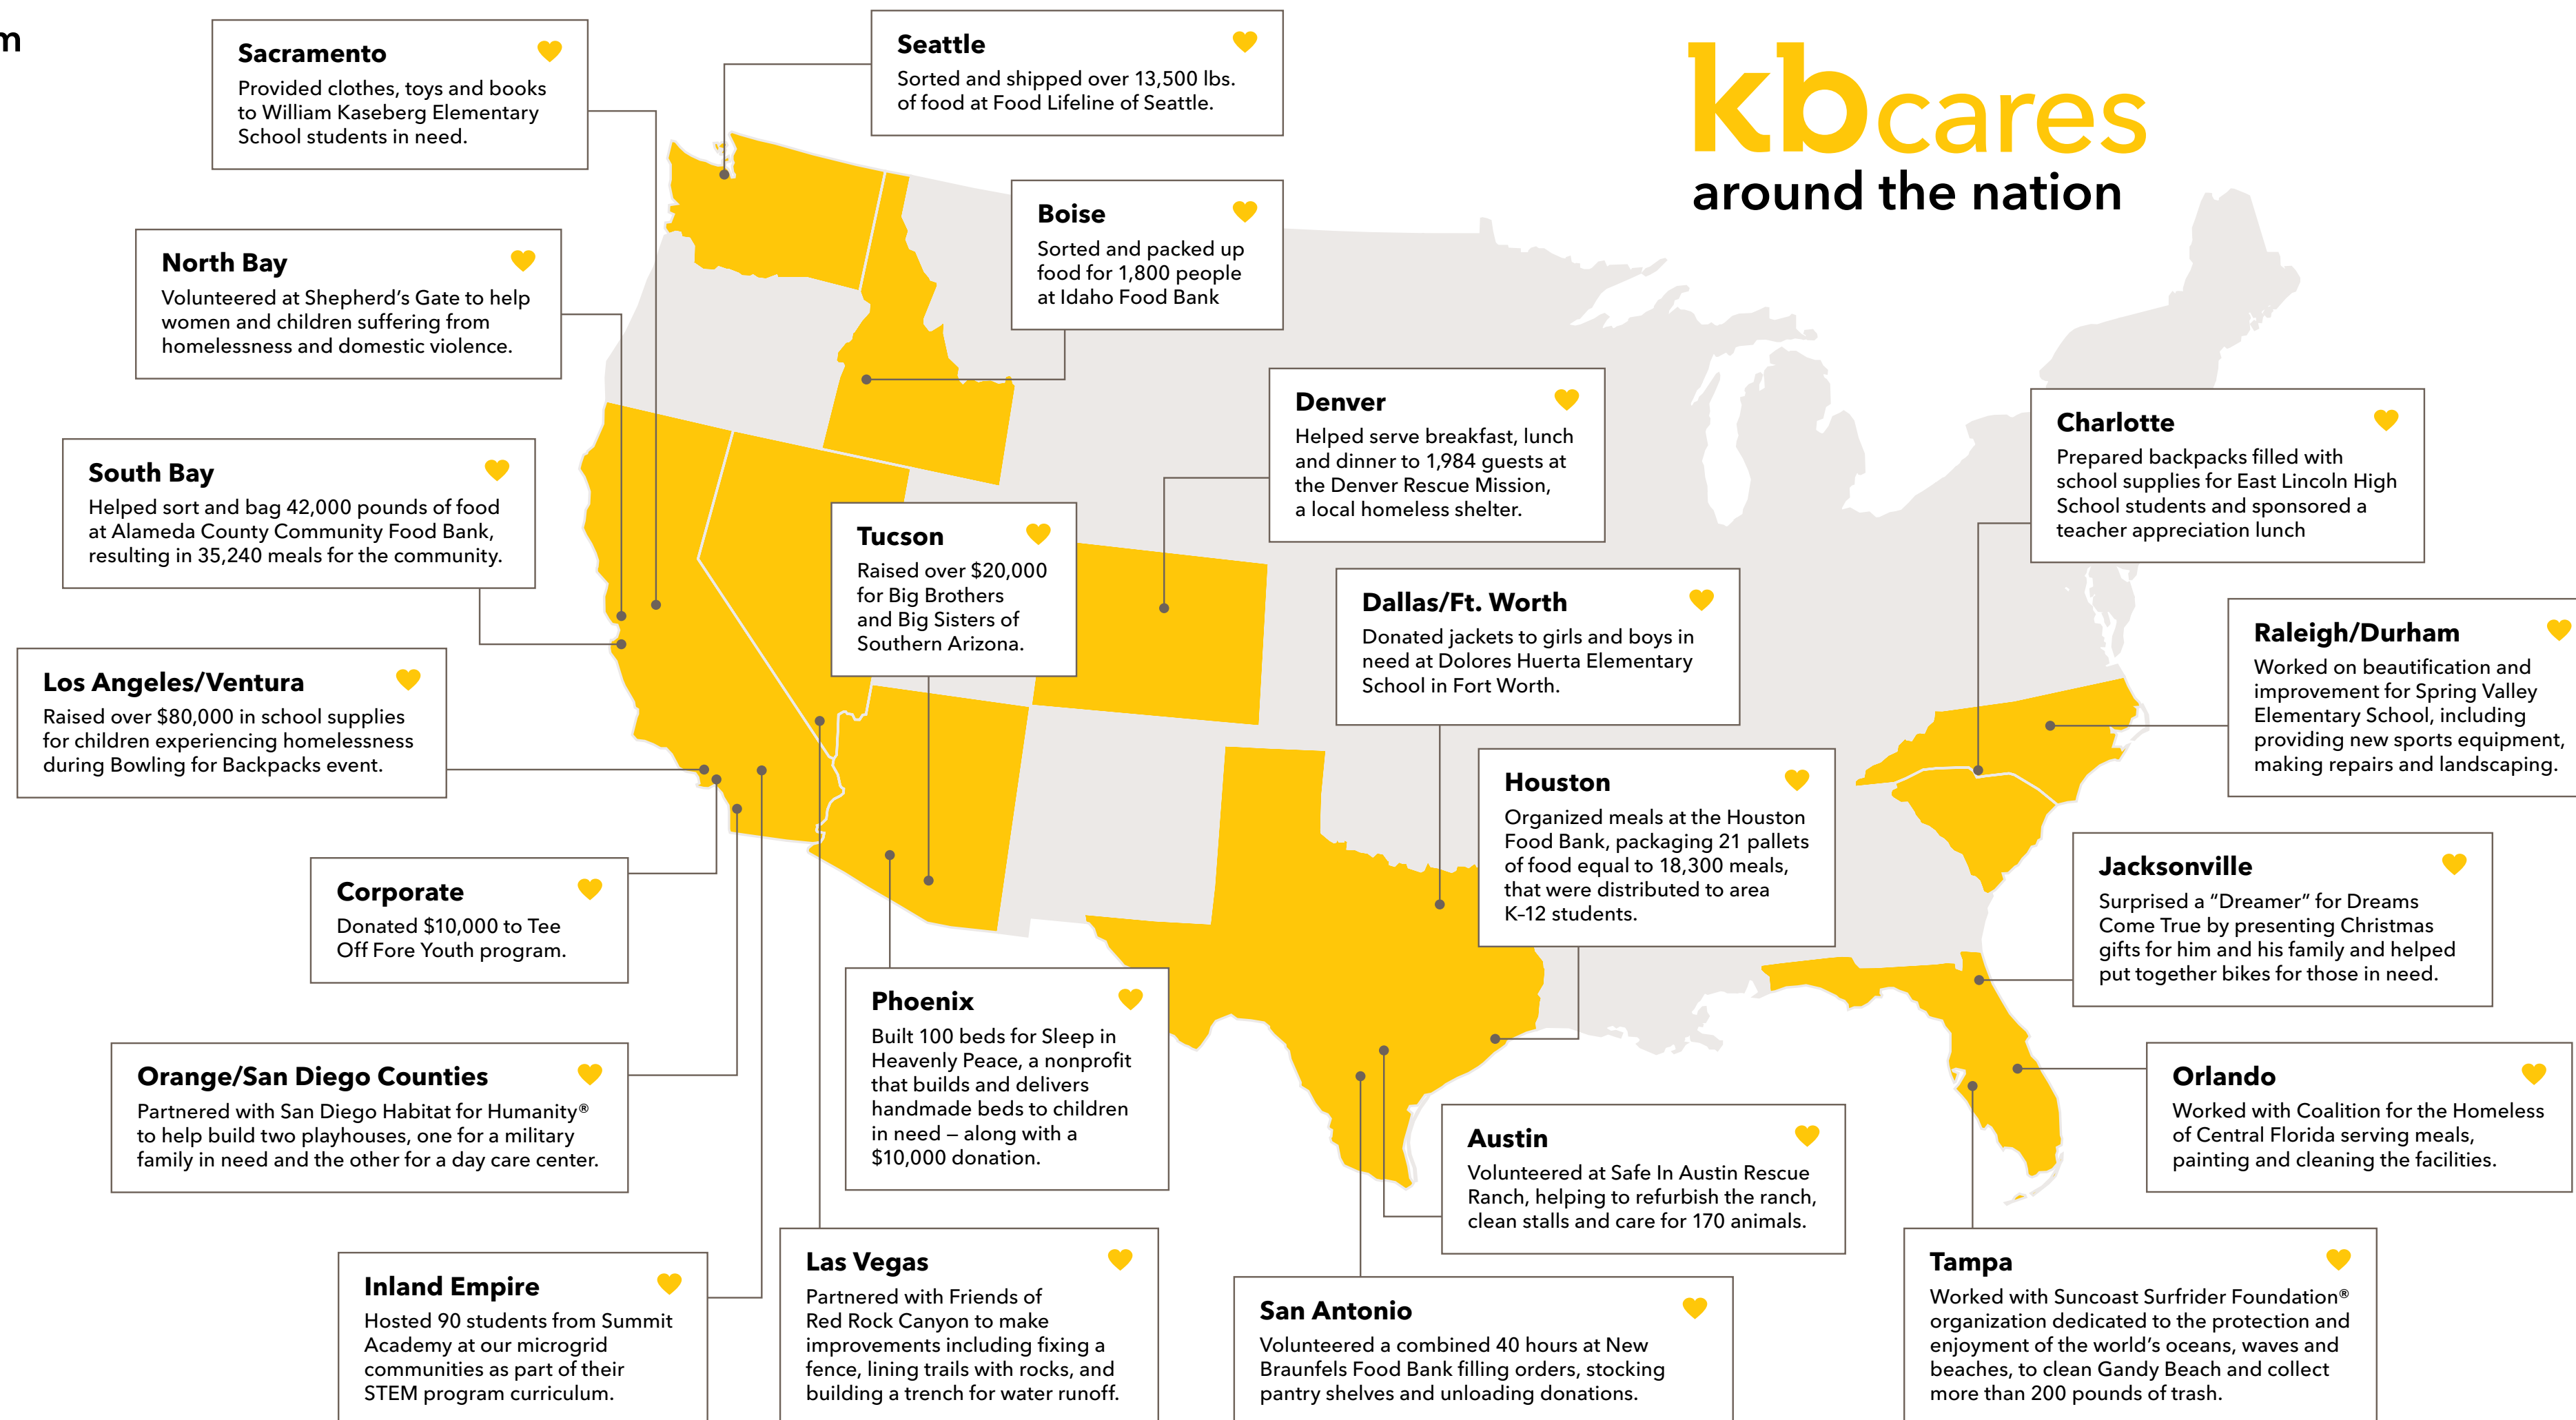 m
kbcares
around the nation
Sacramento
Provided clothes, toys and books
to William Kaseberg Elementary
School students in need.
Seattle
Sorted and shipped over 13,500 lbs.
of food at Food Lifeline of Seattle.
North Bay
Volunteered at Shepherd’s Gate to help
women and children suffering from
homelessness and domestic violence.
Boise
Sorted and packed up
food for 1,800 people
at Idaho Food Bank
South Bay
Helped sort and bag 42,000 pounds of food
at Alameda County Community Food Bank,
resulting in 35,240 meals for the community.
Denver
Helped serve breakfast, lunch
and dinner to 1,984 guests at
the Denver Rescue Mission,
a local homeless shelter.
Charlotte
Prepared backpacks filled with
school supplies for East Lincoln High
School students and sponsored a
teacher appreciation lunch
Tucson
Raised over $20,000
for Big Brothers
and Big Sisters of
Southern Arizona.
Dallas/Ft. Worth
Donated jackets to girls and boys in
need at Dolores Huerta Elementary
School in Fort Worth.
Raleigh/Durham
Worked on beautification and
improvement for Spring Valley
Elementary School, including
providing new sports equipment,
making repairs and landscaping.
Los Angeles/Ventura
Raised over $80,000 in school supplies
for children experiencing homelessness
during Bowling for Backpacks event.
Houston
Organized meals at the Houston
Food Bank, packaging 21 pallets
of food equal to 18,300 meals,
that were distributed to area
K–12 students.
Corporate
Donated $10,000 to Tee
Off Fore Youth program.
Jacksonville
Surprised a “Dreamer” for Dreams
Come True by presenting Christmas
gifts for him and his family and helped
put together bikes for those in need.
Phoenix
Built 100 beds for Sleep in
Heavenly Peace, a nonprofit
that builds and delivers
handmade beds to children
in need – along with a
$10,000 donation.
Orange/San Diego Counties
Partnered with San Diego Habitat for Humanity®
to help build two playhouses, one for a military
family in need and the other for a day care center.
Orlando
Worked with Coalition for the Homeless
of Central Florida serving meals,
painting and cleaning the facilities.
Austin
Volunteered at Safe In Austin Rescue
Ranch, helping to refurbish the ranch,
clean stalls and care for 170 animals.
Inland Empire
Hosted 90 students from Summit
Academy at our microgrid
communities as part of their
STEM program curriculum.
Las Vegas
Partnered with Friends of
Red Rock Canyon to make
improvements including fixing a
fence, lining trails with rocks, and
building a trench for water runoff.
San Antonio
Volunteered a combined 40 hours at New
Braunfels Food Bank filling orders, stocking
pantry shelves and unloading donations.
Tampa
Worked with Suncoast Surfrider Foundation®
organization dedicated to the protection and
enjoyment of the world’s oceans, waves and
beaches, to clean Gandy Beach and collect
more than 200 pounds of trash.